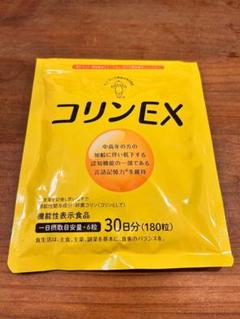 コリンEX
中高年の方の
加齢に伴い低下する
認知機能の一部である
言語記憶力※を維持
機能性表示食品
一日摂取目安量・6粒
30日分(180粒)
食生活は、主食、主菜、副菜を基本に、食事のバランスを。